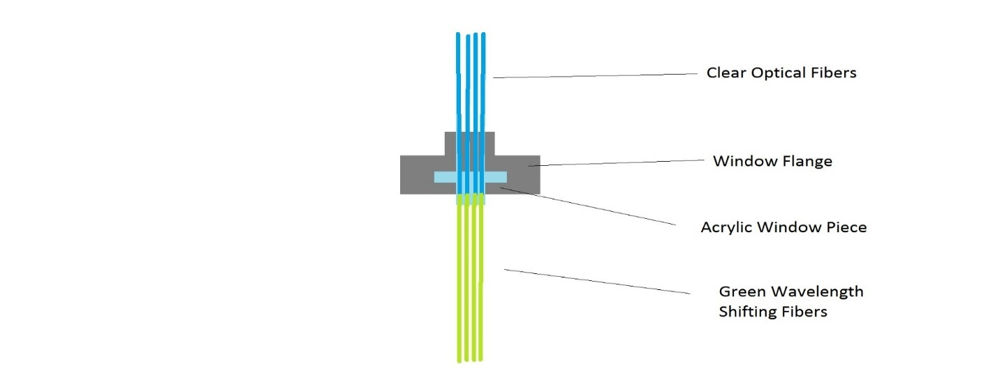 Clear Optical Fibers
Window Flange
Acrylic Window Piece
Green Wavelength
Shifting Fibers